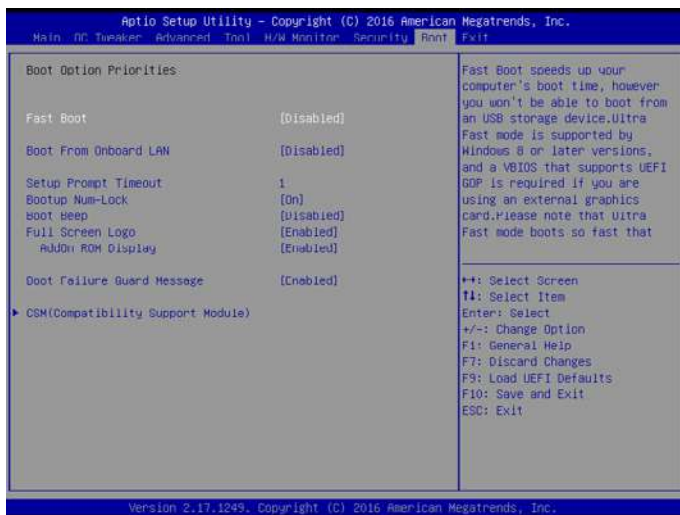 Aptio Setup Utility – Copyright (C) 2016 American Megatrends, Inc.
Main OC Tweaker Advanced Tool H/W Monitor Security Boot Exit
Boot Option Priorities
Fast Boot [Disabled]
Boot From Onboard LAN [Disabled]
Setup Prompt Timeout 1
Bootup Num-Lock [On]
Boot Beep [Disabled]
Full Screen Logo [Enabled]
AddOn ROM Display [Enabled]
Boot Failure Guard Message [Enabled]
CSM(Compatibility Support Module)
Fast Boot speeds up your
computer's boot time, however
you won't be able to boot from
an USB storage device.Ultra
Fast mode is supported by
Windows 8 or later versions,
and a VBIOS that supports UEFI
GOP is required if you are
using an external graphics
card.Please note that Ultra
Fast mode boots so fast that
↔: Select Screen
↑↓: Select Item
Enter: Select
+/-: Change Option
F1: General Help
F7: Discard Changes
F9: Load UEFI Defaults
F10: Save and Exit
ESC: Exit
Version 2.17.1249. Copyright (C) 2016 American Megatrends, Inc.